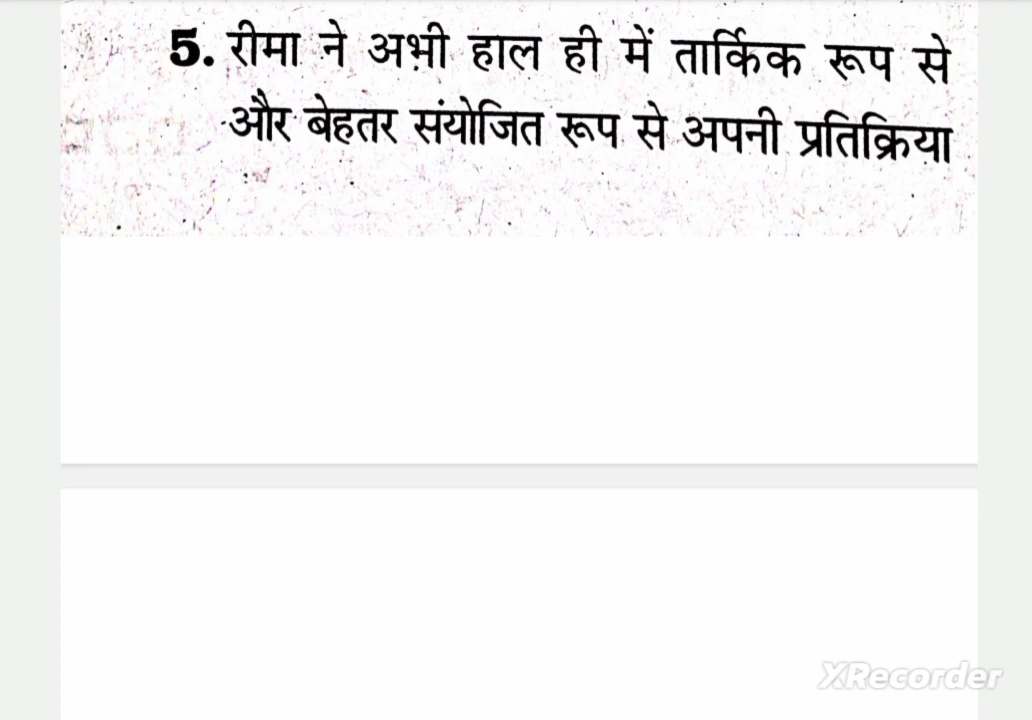 5. रीमा ने अभी हाल ही में तार्किक रूप से
और बेहतर संयोजित रूप से अपनी प्रतिक्रिया
XRecorder